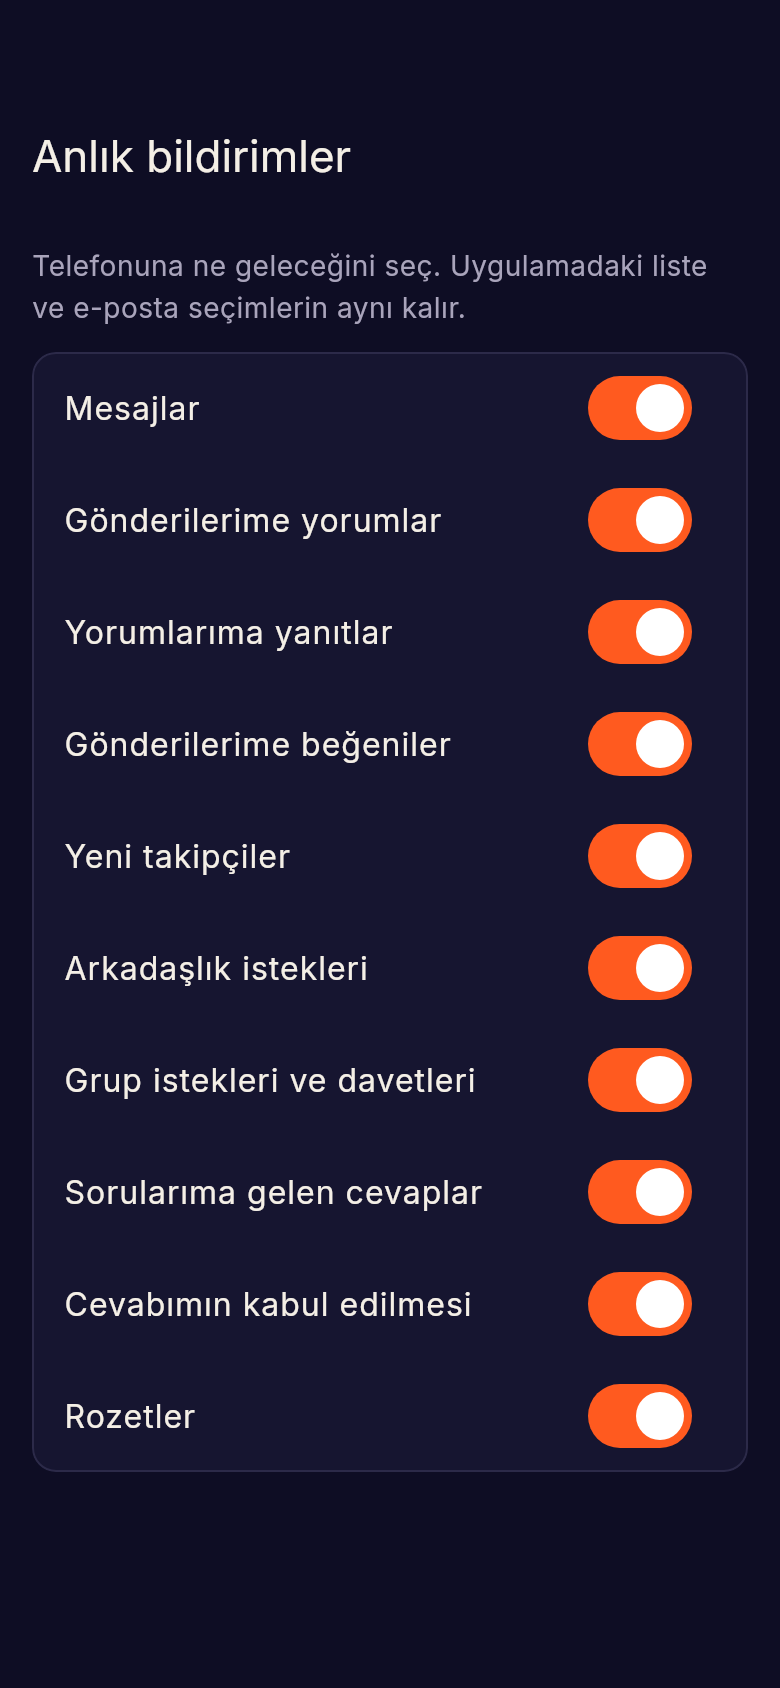 Anlık bildirimler
Telefonuna ne geleceğini seç. Uygulamadaki liste
ve e-posta seçimlerin aynı kalır.
Mesajlar
Gönderilerime yorumlar
Yorumlarıma yanıtlar
Gönderilerime beğeniler
Yeni takipçiler
Arkadaşlık istekleri
Grup istekleri ve davetleri
Sorularıma gelen cevaplar
Cevabımın kabul edilmesi
Rozetler